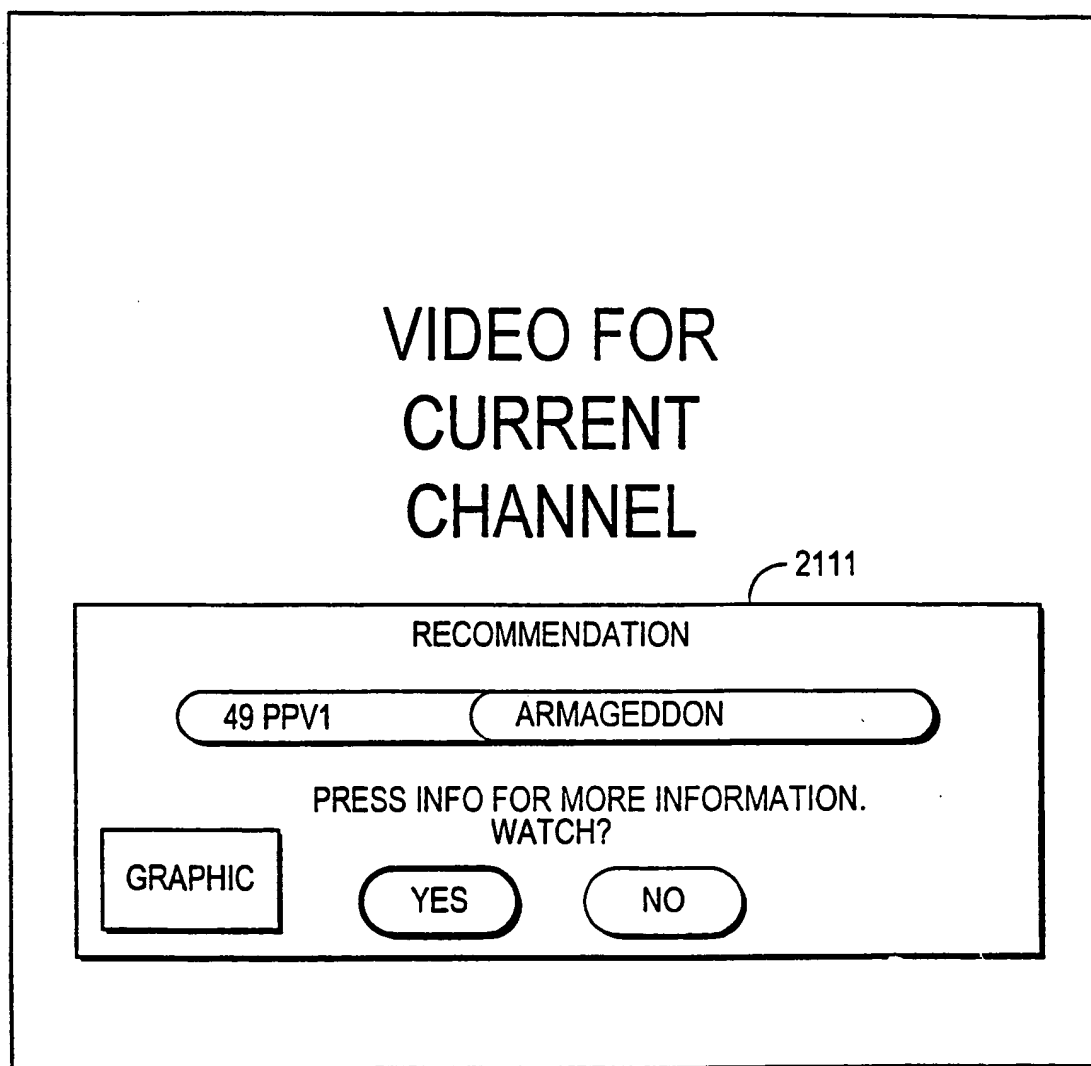 VIDEO FOR
CURRENT
CHANNEL
2111
RECOMMENDATION
49 PPV1 ARMAGEDDON
PRESS INFO FOR MORE INFORMATION.
WATCH?
GRAPHIC YES NO